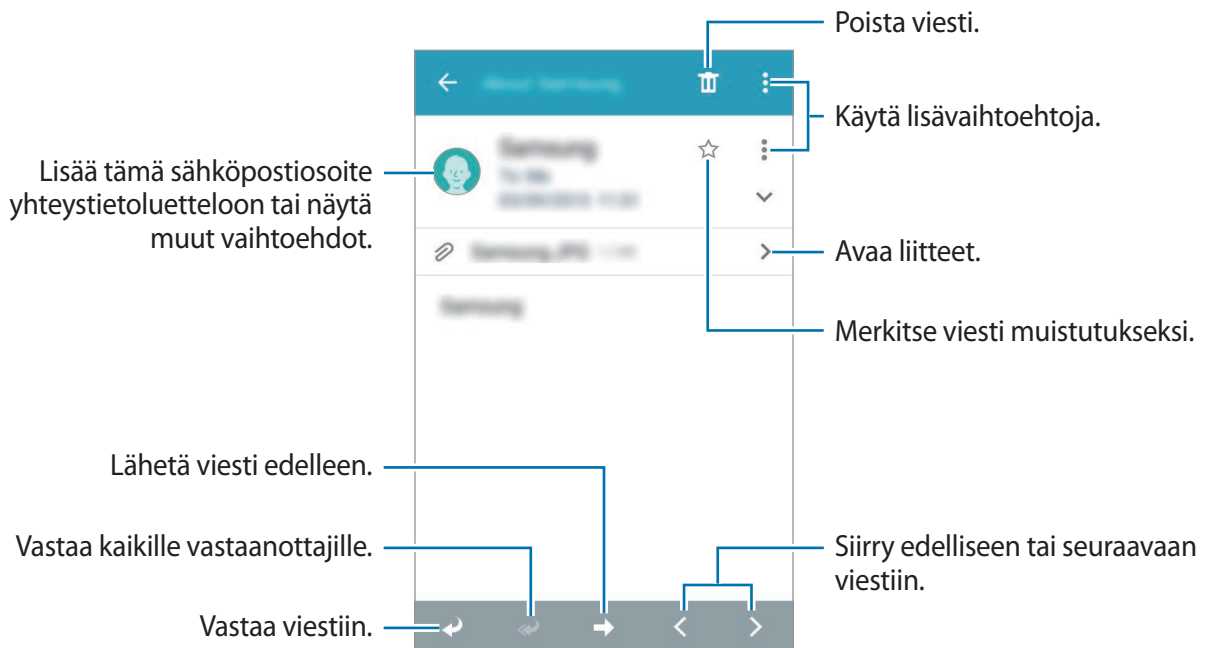 Poista viesti.
Käytä lisävaihtoehtoja.
Lisää tämä sähköpostiosoite
yhteystietoluetteloon tai näytä
muut vaihtoehdot.
Avaa liitteet.
Merkitse viesti muistutukseksi.
Lähetä viesti edelleen.
Vastaa kaikille vastaanottajille.
Siirry edelliseen tai seuraavaan
viestiin.
Vastaa viestiin.